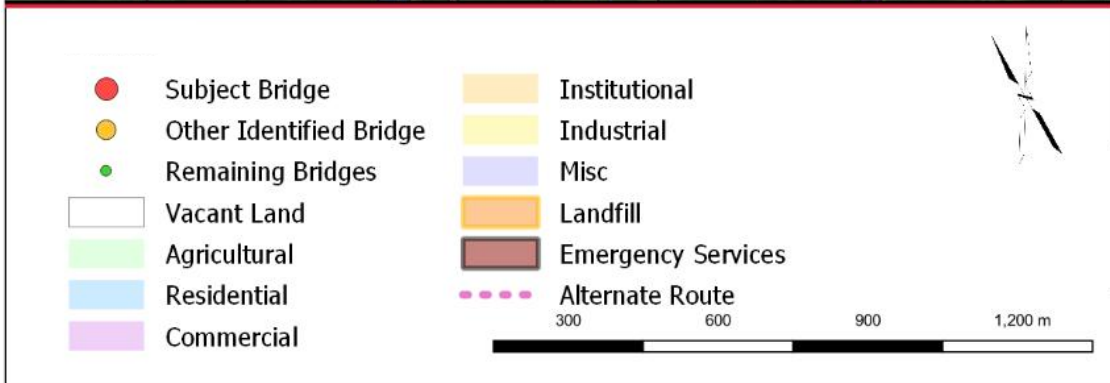 Subject Bridge
Other Identified Bridge
Remaining Bridges
Vacant Land
Agricultural
Residential
Commercial
Institutional
Industrial
Misc
Landfill
Emergency Services
Alternate Route
300 600 900 1,200 m